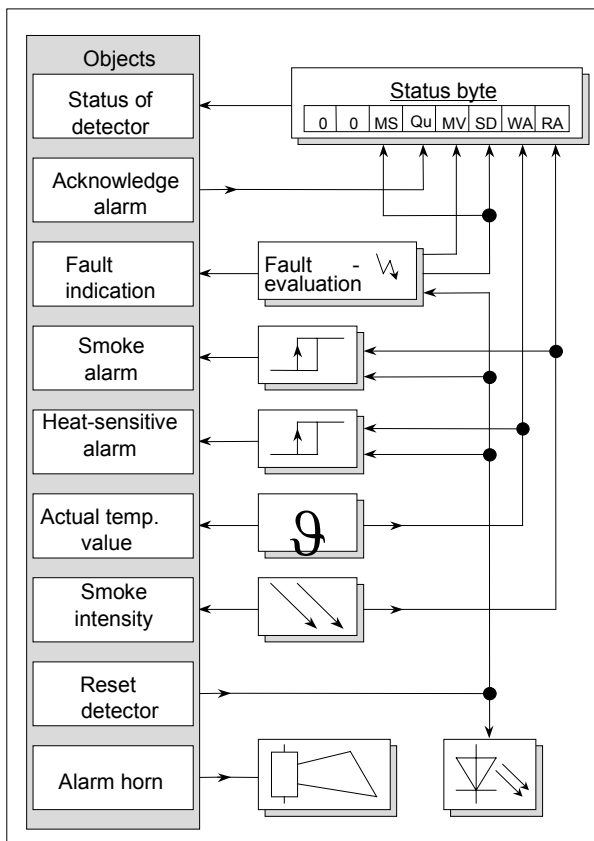 Objects
Status of
detector
Status byte
0 0 MS Qu MV SD WA RA
Acknowledge
alarm
Fault
indication
Fault -
evaluation
Smoke
alarm
Heat-sensitive
alarm
Actual temp.
value
ϑ
Smoke
intensity
Reset
detector
Alarm horn